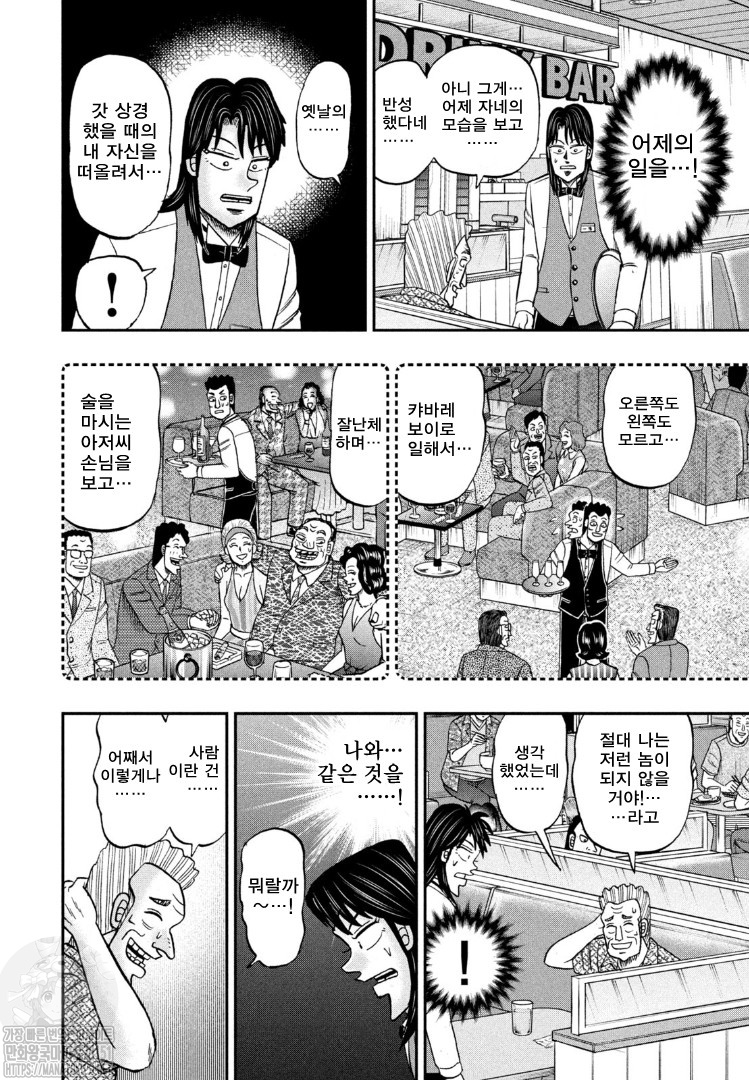 DRINK BAR
어제의
일을…!
아니 그게…
어제 자네의
모습을 보고
……
반성
했다네
……
옛날의
……
갓 상경
했을 때의
내 자신을
떠올려서…
!
오른쪽도
왼쪽도
모르고…
캬바레
보이로
일해서…
잘난체
하며…
술을
마시는
아저씨
손님을
보고…
절대 나는
저런 놈이
되지 않을
거야!…
…라고
생각
했었는데
……
!
나와…
같은 것을
……!
뭐랄까
~…!
사람
이란 건
……
어째서
이렇게나
……
가장 빠른